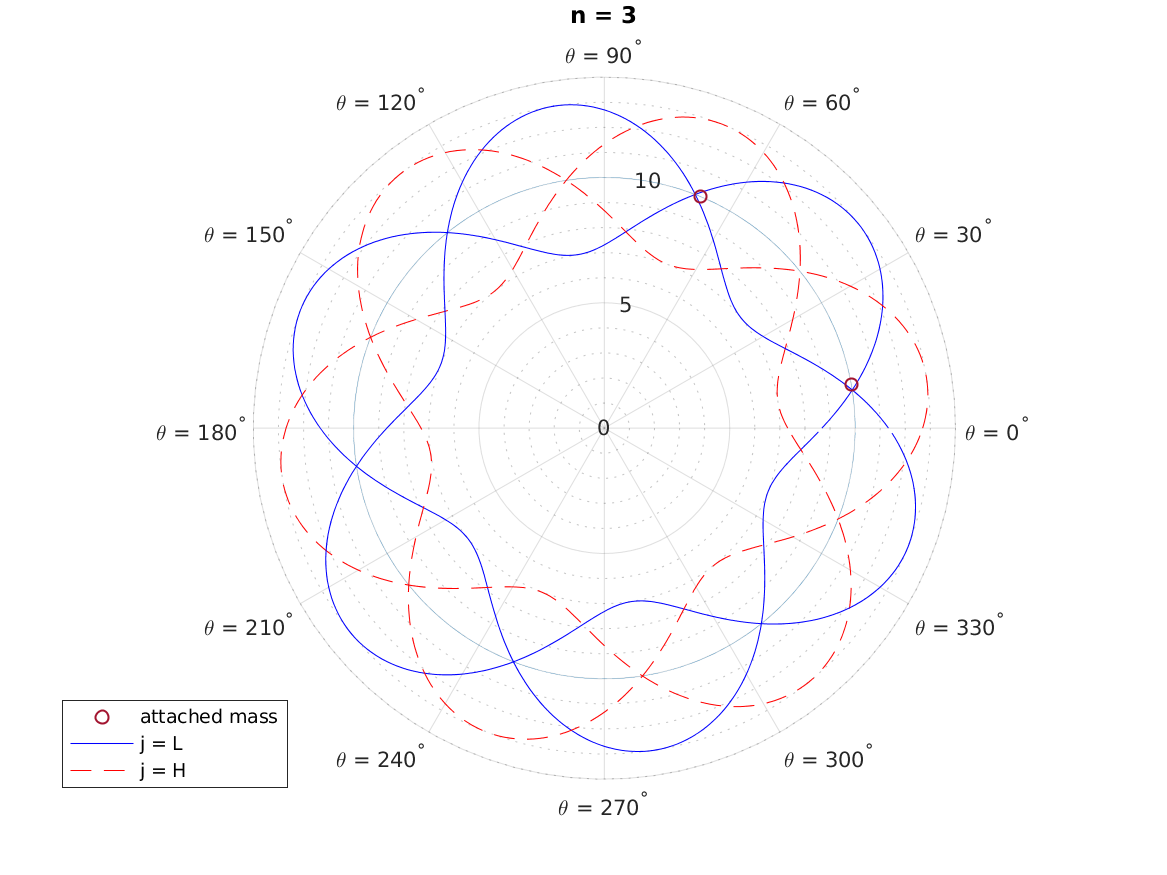 n = 3
θ = 90°
θ = 120°
θ = 60°
10
θ = 150°
θ = 30°
5
θ = 180°
0
θ = 0°
θ = 210°
θ = 330°
attached mass
j = L
j = H
θ = 240°
θ = 300°
θ = 270°